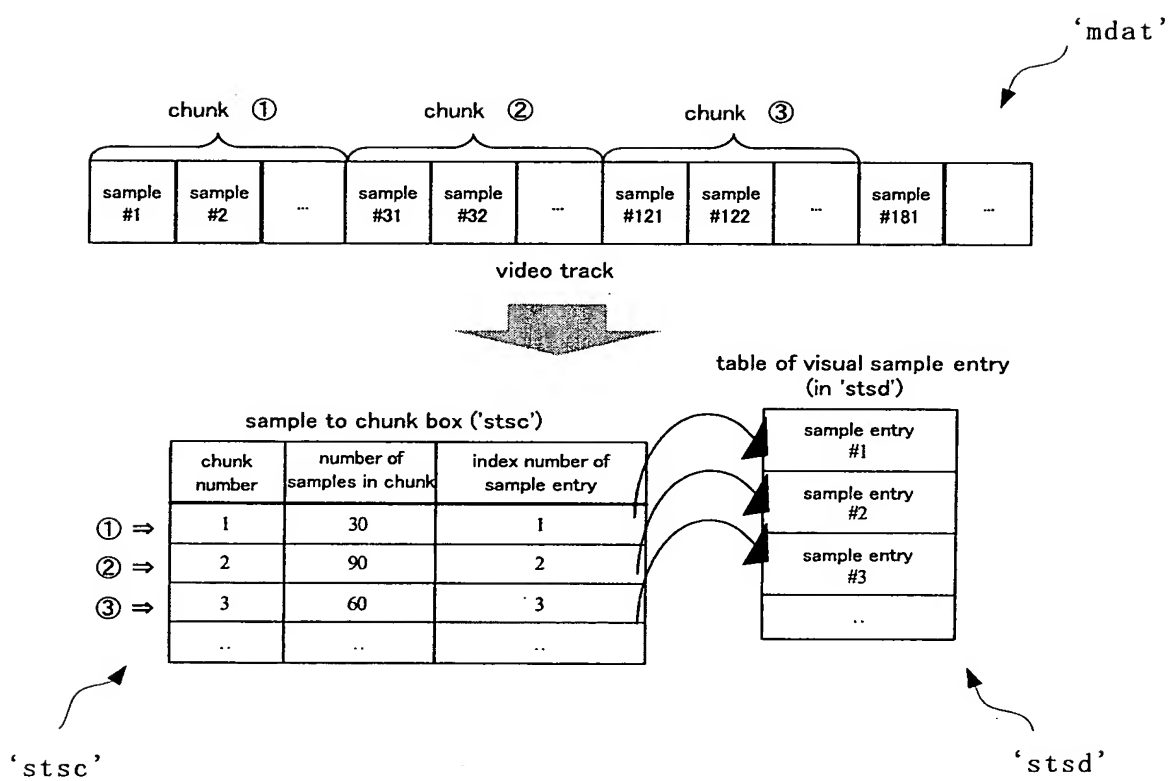 ‘mdat’
chunk ① chunk ② chunk ③
sample #1 sample #2 ... sample #31 sample #32 ... sample #121 sample #122 ... sample #181 ...
video track
table of visual sample entry
(in 'stsd')
sample to chunk box ('stsc')
chunk number number of samples in chunk index number of sample entry
① ⇒ 1 30 1
② ⇒ 2 90 2
③ ⇒ 3 60 3
.. .. ..
sample entry
#1
sample entry
#2
sample entry
#3
..
‘stsc’
‘stsd’